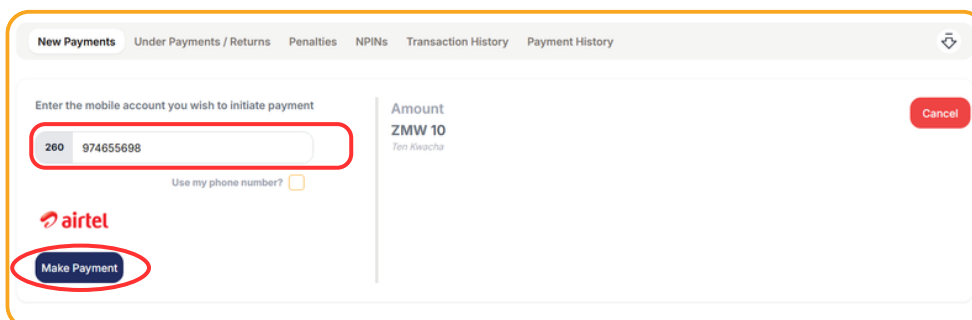 New Payments Under Payments / Returns Penalties NPINs Transaction History Payment History
Enter the mobile account you wish to initiate payment
260 974655698
Use my phone number?
airtel
Make Payment
Amount
ZMW 10
Ten Kwacha
Cancel